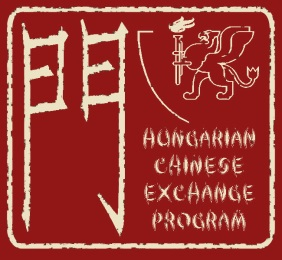 門
HUNGARIAN
CHINESE
EXCHANGE
PROGRAM